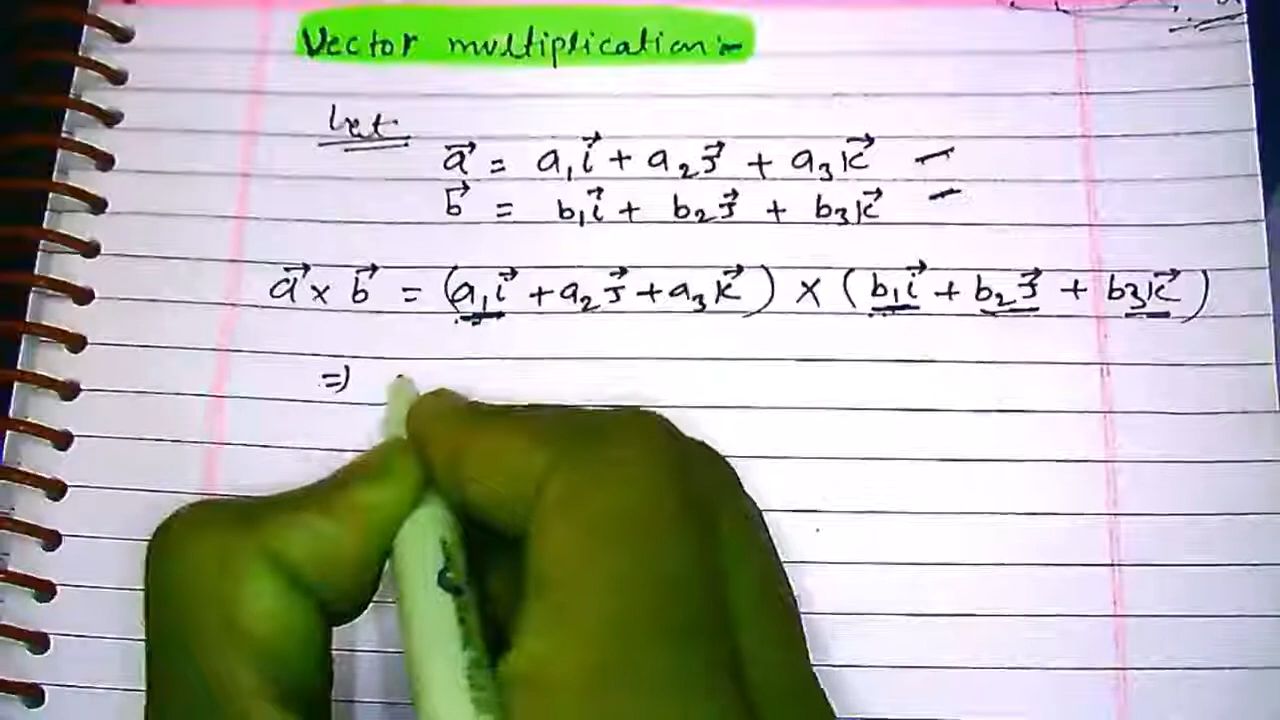 Vector multiplication:-
Let
a⃗ = a₁i⃗ + a₂j⃗ + a₃k⃗
b⃗ = b₁i⃗ + b₂j⃗ + b₃k⃗
a⃗ × b⃗ = (a₁i⃗ + a₂j⃗ + a₃k⃗) × (b₁i⃗ + b₂j⃗ + b₃k⃗)
⇒